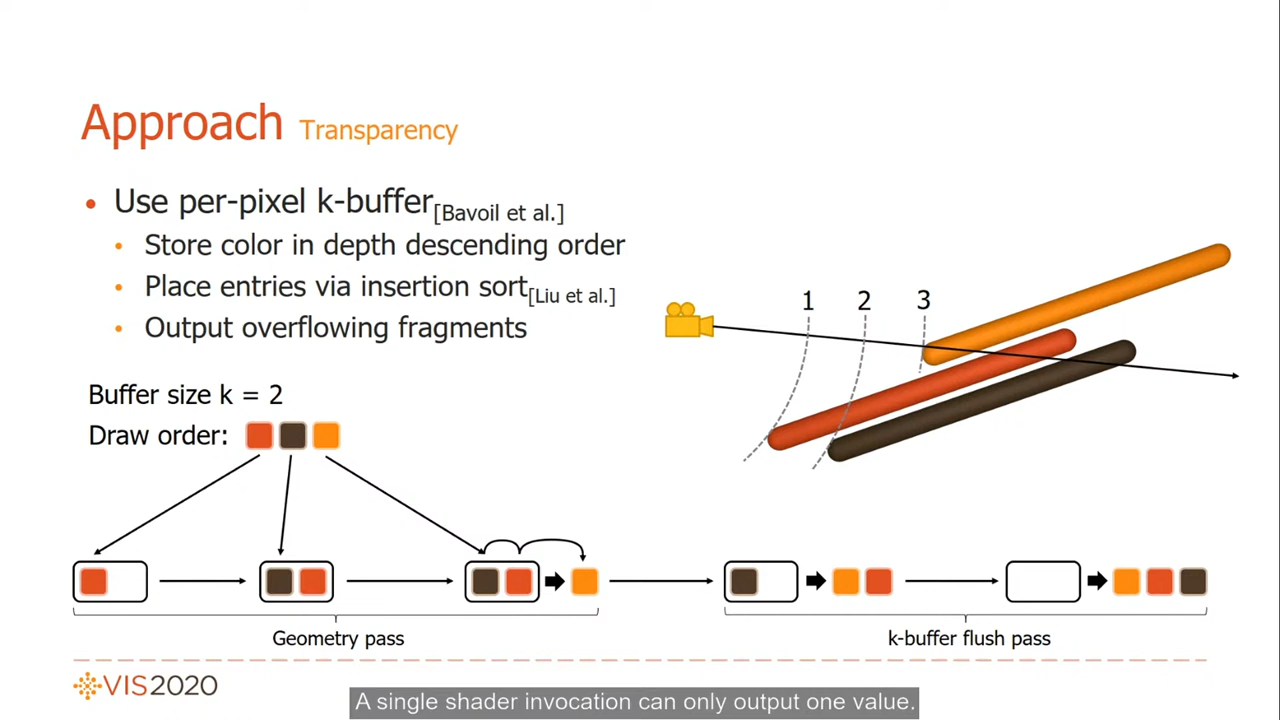 Approach Transparency
• Use per-pixel k-buffer[Bavoil et al.]
• Store color in depth descending order
• Place entries via insertion sort[Liu et al.]
• Output overflowing fragments
1 2 3
Buffer size k = 2
Draw order:
Geometry pass
k-buffer flush pass
VIS2020
A single shader invocation can only output one value.